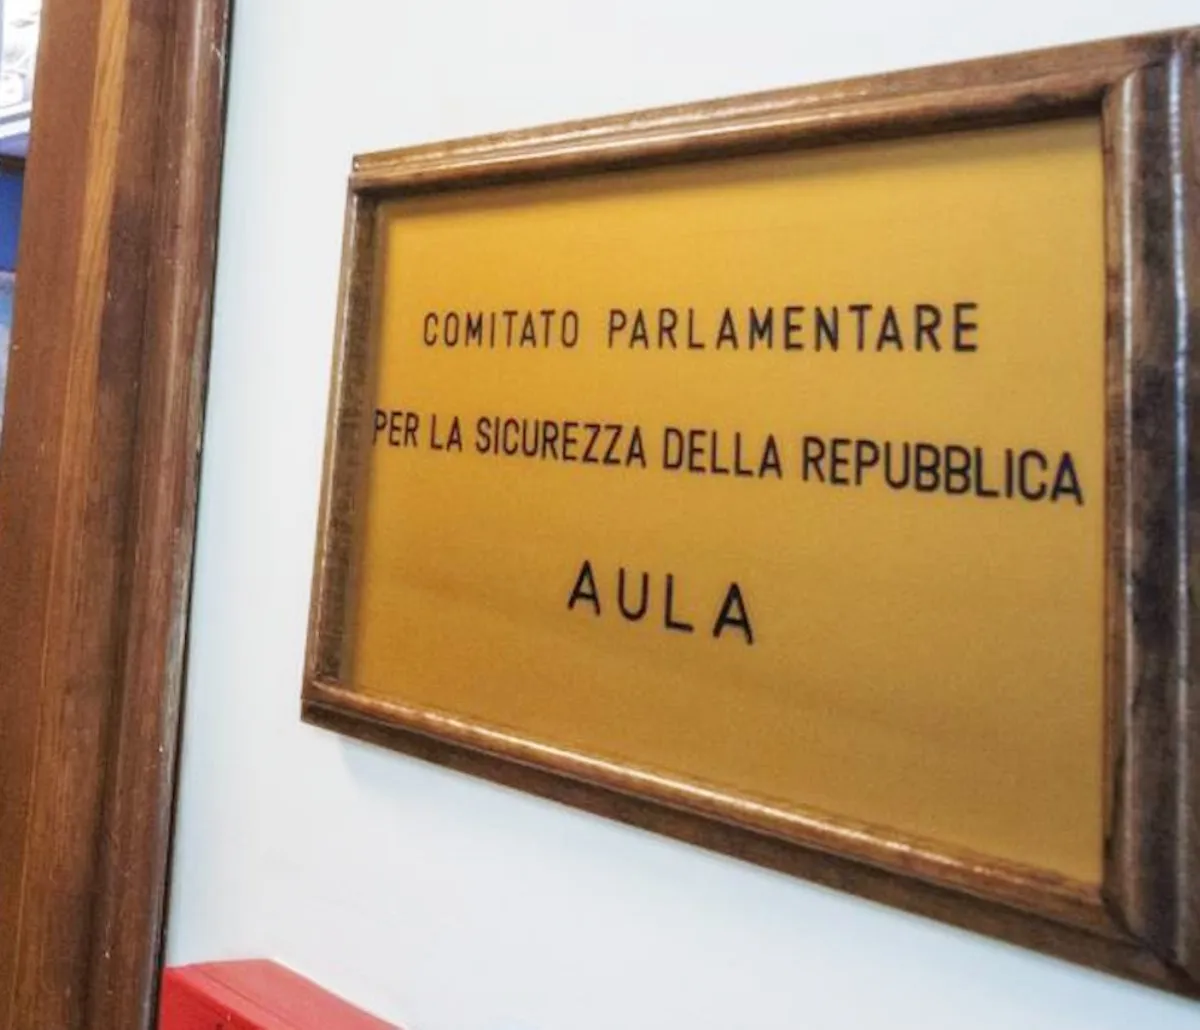 COMITATO PARLAMENTARE
PER LA SICUREZZA DELLA REPUBBLICA
AULA